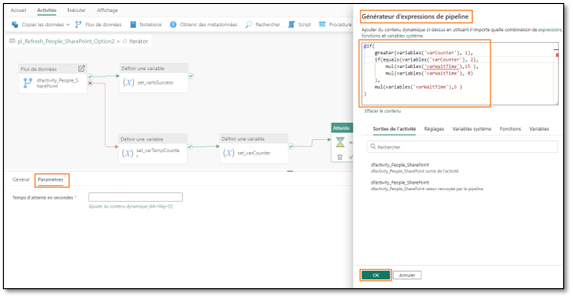 Accueil Activités Exécuter Affichage
Copier les données Flux de données Notebook Obtenir des métadonnées Rechercher Script Procédure
pl_Refresh_People_SharePoint_Option2 > Iterator
Flux de données
dfactivity_People_SharePoint
Définir une variable
set_varIsSuccess
Définir une variable
set_varTempCounter
Définir une variable
set_varCounter
Attente
Général Paramètres
Temps d'attente en secondes *
Ajouter du contenu dynamique [Alt+Maj+D]
Générateur d'expressions de pipeline
Ajouter du contenu dynamique ci-dessous en utilisant n'importe quelle combinaison de expressions,
fonctions et variables système.
@if(
greater(variables('varCounter'), 1),
if(equals(variables('varCounter'), 2),
mul(variables('varWaitTime'),15 ),
mul(variables('varWaitTime'), 0)
),
mul(variables('varWaitTime'),5 )
)
Effacer le contenu
Sorties de l'activité Réglages Variables système Fonctions Variables
Rechercher
dfactivity_People_SharePoint
dfactivity_People_SharePoint sortie de l'activité
dfactivity_People_SharePoint
dfactivity_People_SharePoint valeur renvoyée par le pipeline
OK Annuler